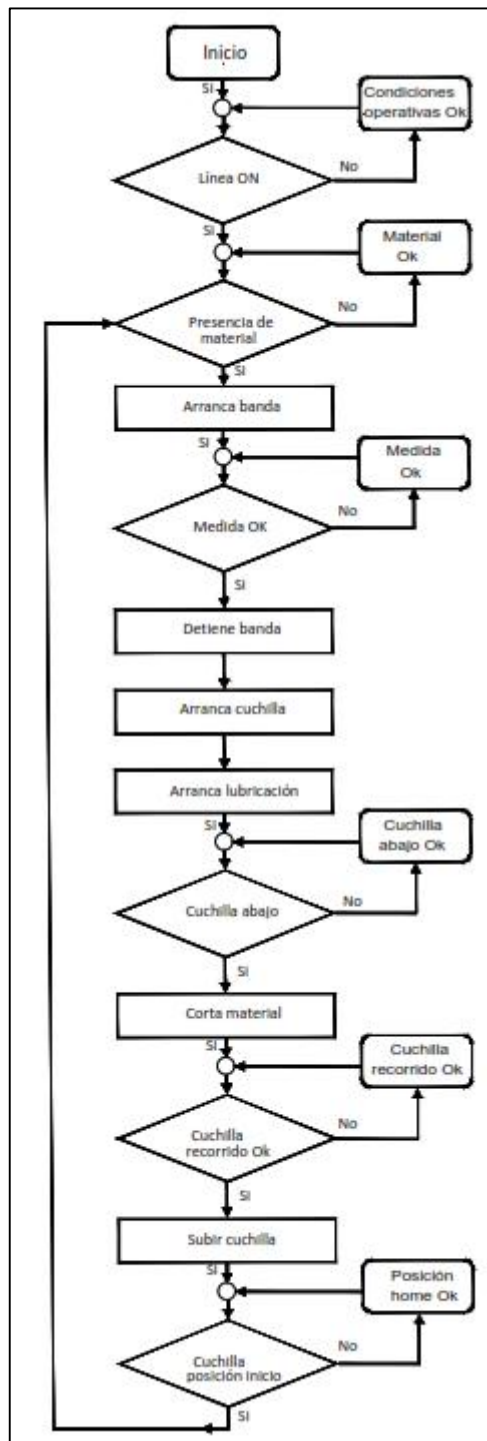 Inicio
Si
Condiciones
operativas Ok
Linea ON
No
Si
Material
Ok
Presencia de
material
No
Si
Arranca banda
Si
Medida
Ok
Medida OK
No
Si
Detiene banda
Arranca cuchilla
Arranca lubricación
Si
Cuchilla
abajo Ok
Cuchilla abajo
No
Si
Corta material
Si
Cuchilla
recorrido Ok
Cuchilla
recorrido Ok
No
Si
Subir cuchilla
Si
Posición
home Ok
Cuchilla
posición inicio
No
Si